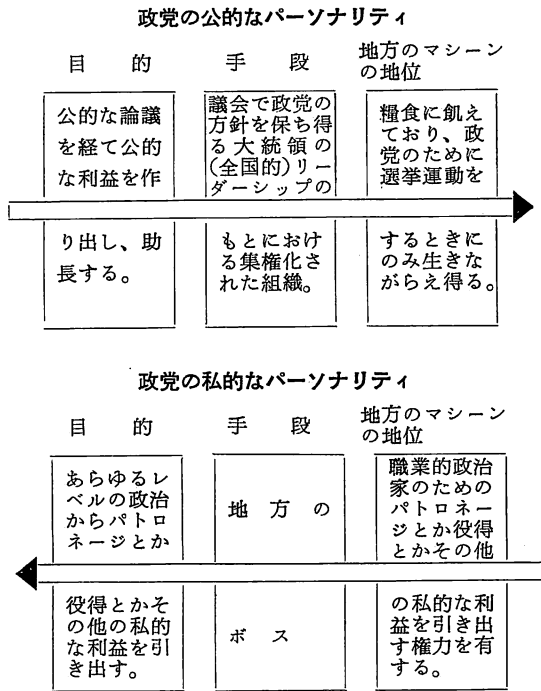 政党の公的なパーソナリティ
目的
公的な論議
を経て公的
な利益を作
り出し、助
長する。
手段
議会で政党の
方針を保ち得
る大統領の
(全国的)リー
ダーシップの
もとにおけ
る集権化さ
れた組織。
地方のマシーン
の地位
糧食に飢え
ており、政
党のために
選挙運動を
するときに
のみ生きな
がらえ得る。
政党の私的なパーソナリティ
目的
あらゆるレ
ベルの政治
からパトロ
ネージとか
役得とかそ
の他の私的
な利益を引
き出す。
手段
地方の
ボス
地方のマシーン
の地位
職業的政治
家のための
パトロネー
ジとか役得
とかその他
の私的な利
益を引き出
す権力を有
する。